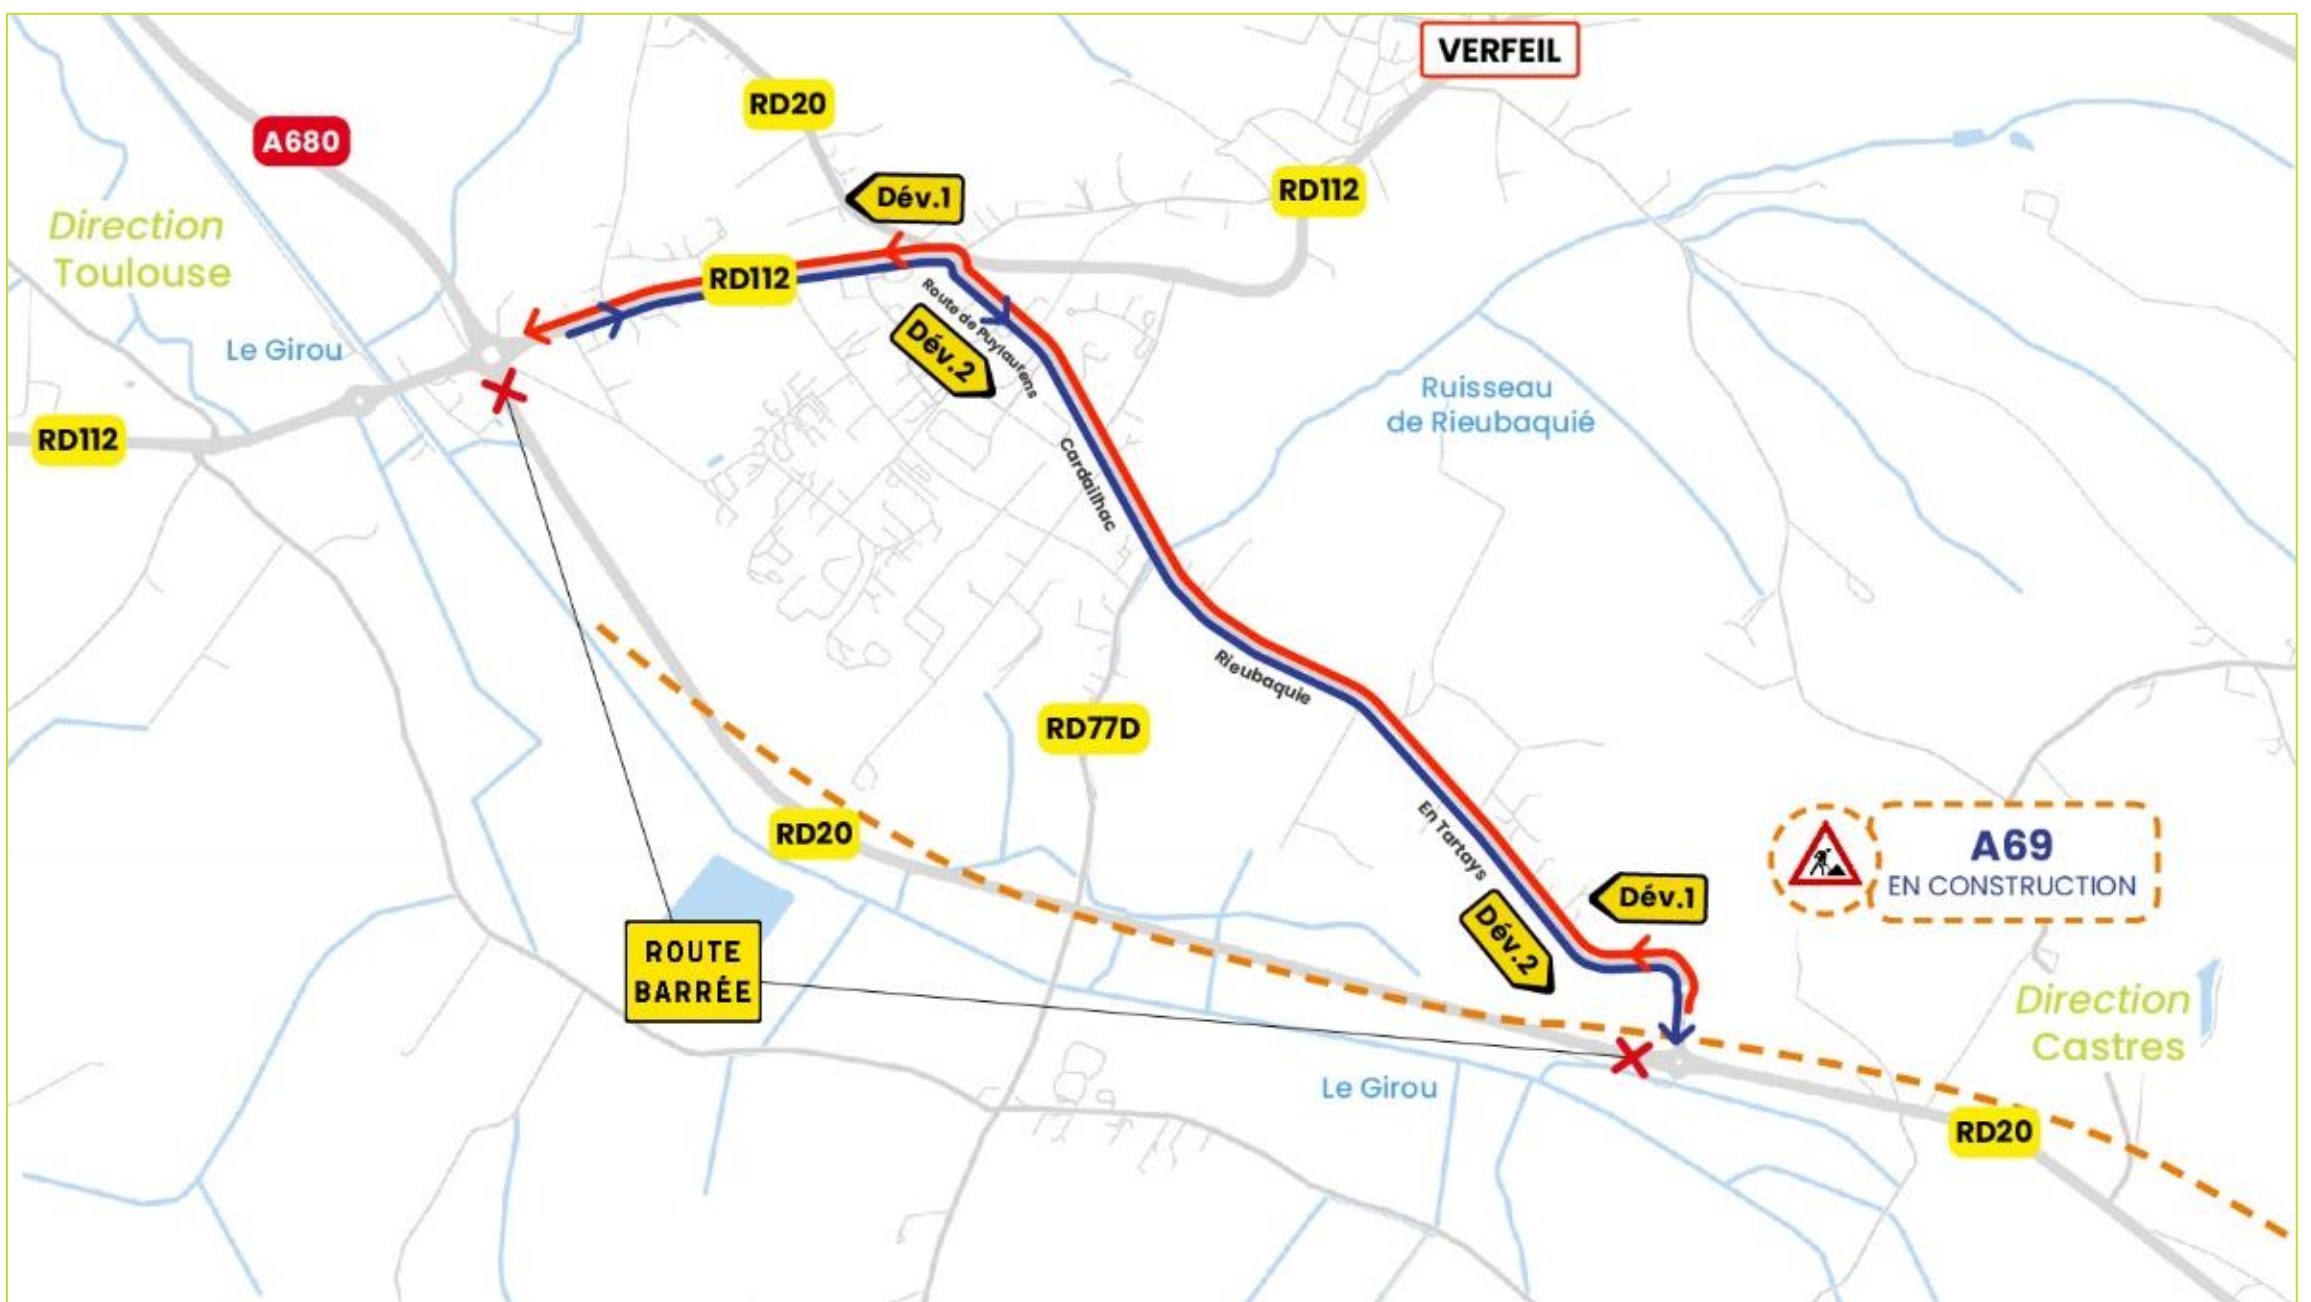 VERFEIL
RD20
A680
Dév.1
RD112
Direction
Toulouse
RD112
Route de Puylaurens
Le Girou
Dév.2
Ruisseau
de Rieubaquié
RD112
Cardailhac
Rieubaquie
RD77D
RD20
En Tartays
A69
EN CONSTRUCTION
Dév.1
Dév.2
ROUTE
BARRÉE
Direction
Castres
Le Girou
RD20